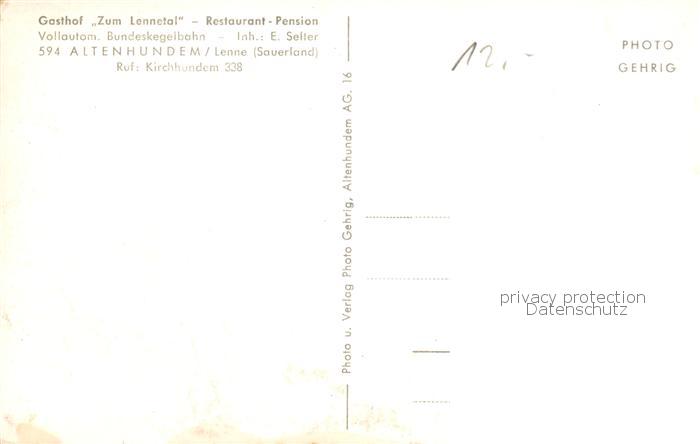 Gasthof „Zum Lennetal“ – Restaurant-Pension
Vollautom. Bundeskegelbahn – Inh.: E. Selter
594 ALTENHUNDEM/Lenne (Sauerland)
Ruf: Kirchhundem 338
12,-
PHOTO
GEHRIG
Photo u. Verlag Photo Gehrig, Altenhundem AG. 16
privacy protection
Datenschutz